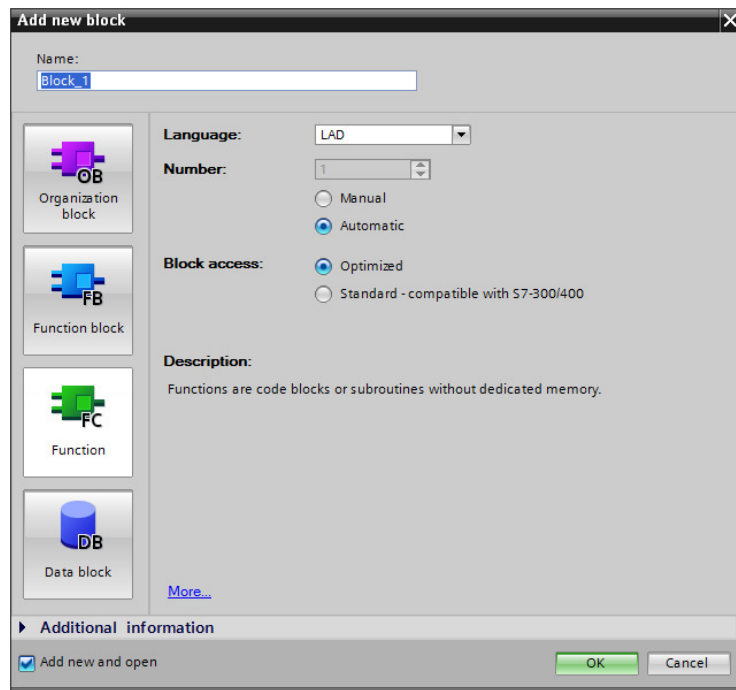 Add new block
Name:
Block_1
OB
Organization
block
FB
Function block
FC
Function
DB
Data block
Language:
LAD
Number:
1
Manual
Automatic
Block access:
Optimized
Standard - compatible with S7-300/400
Description:
Functions are code blocks or subroutines without dedicated memory.
More...
Additional information
Add new and open
OK
Cancel